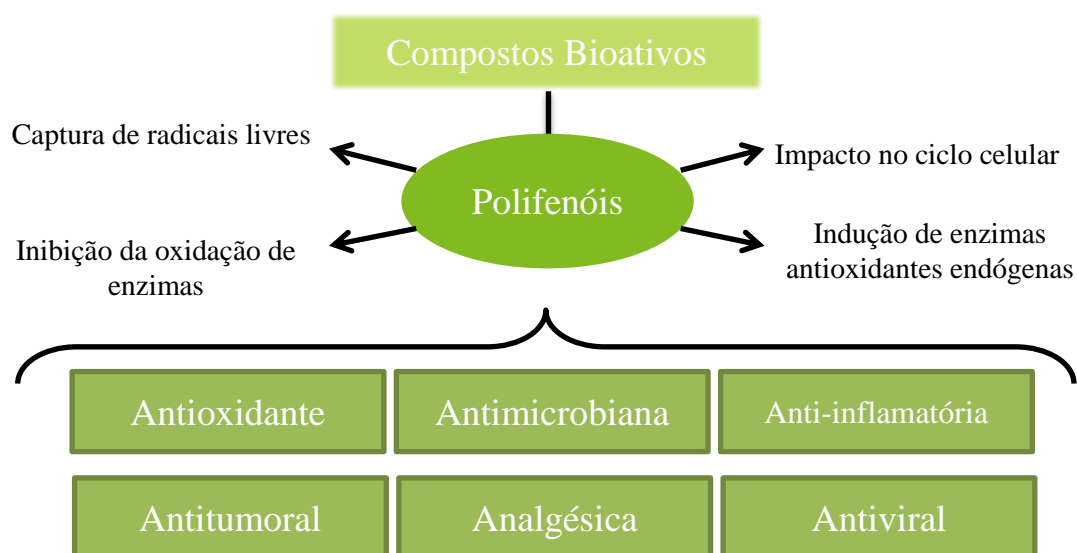 Compostos Bioativos
Captura de radicais livres
Impacto no ciclo celular
Polifenóis
Inibição da oxidação de
enzimas
Indução de enzimas
antioxidantes endógenas
Antioxidante
Antimicrobiana
Anti-inflamatória
Antitumoral
Analgésica
Antiviral